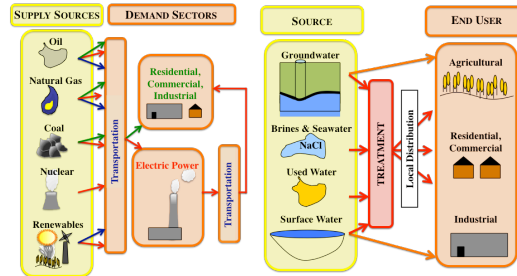 SUPPLY SOURCES
DEMAND SECTORS
Oil
Natural Gas
Coal
Nuclear
Renewables
Transportation
Residential,
Commercial,
Industrial
Electric Power
Transportation
SOURCE
END USER
Groundwater
Brines & Seawater
NaCl
Used Water
Surface Water
TREATMENT
Local Distribution
Agricultural
Residential,
Commercial
Industrial